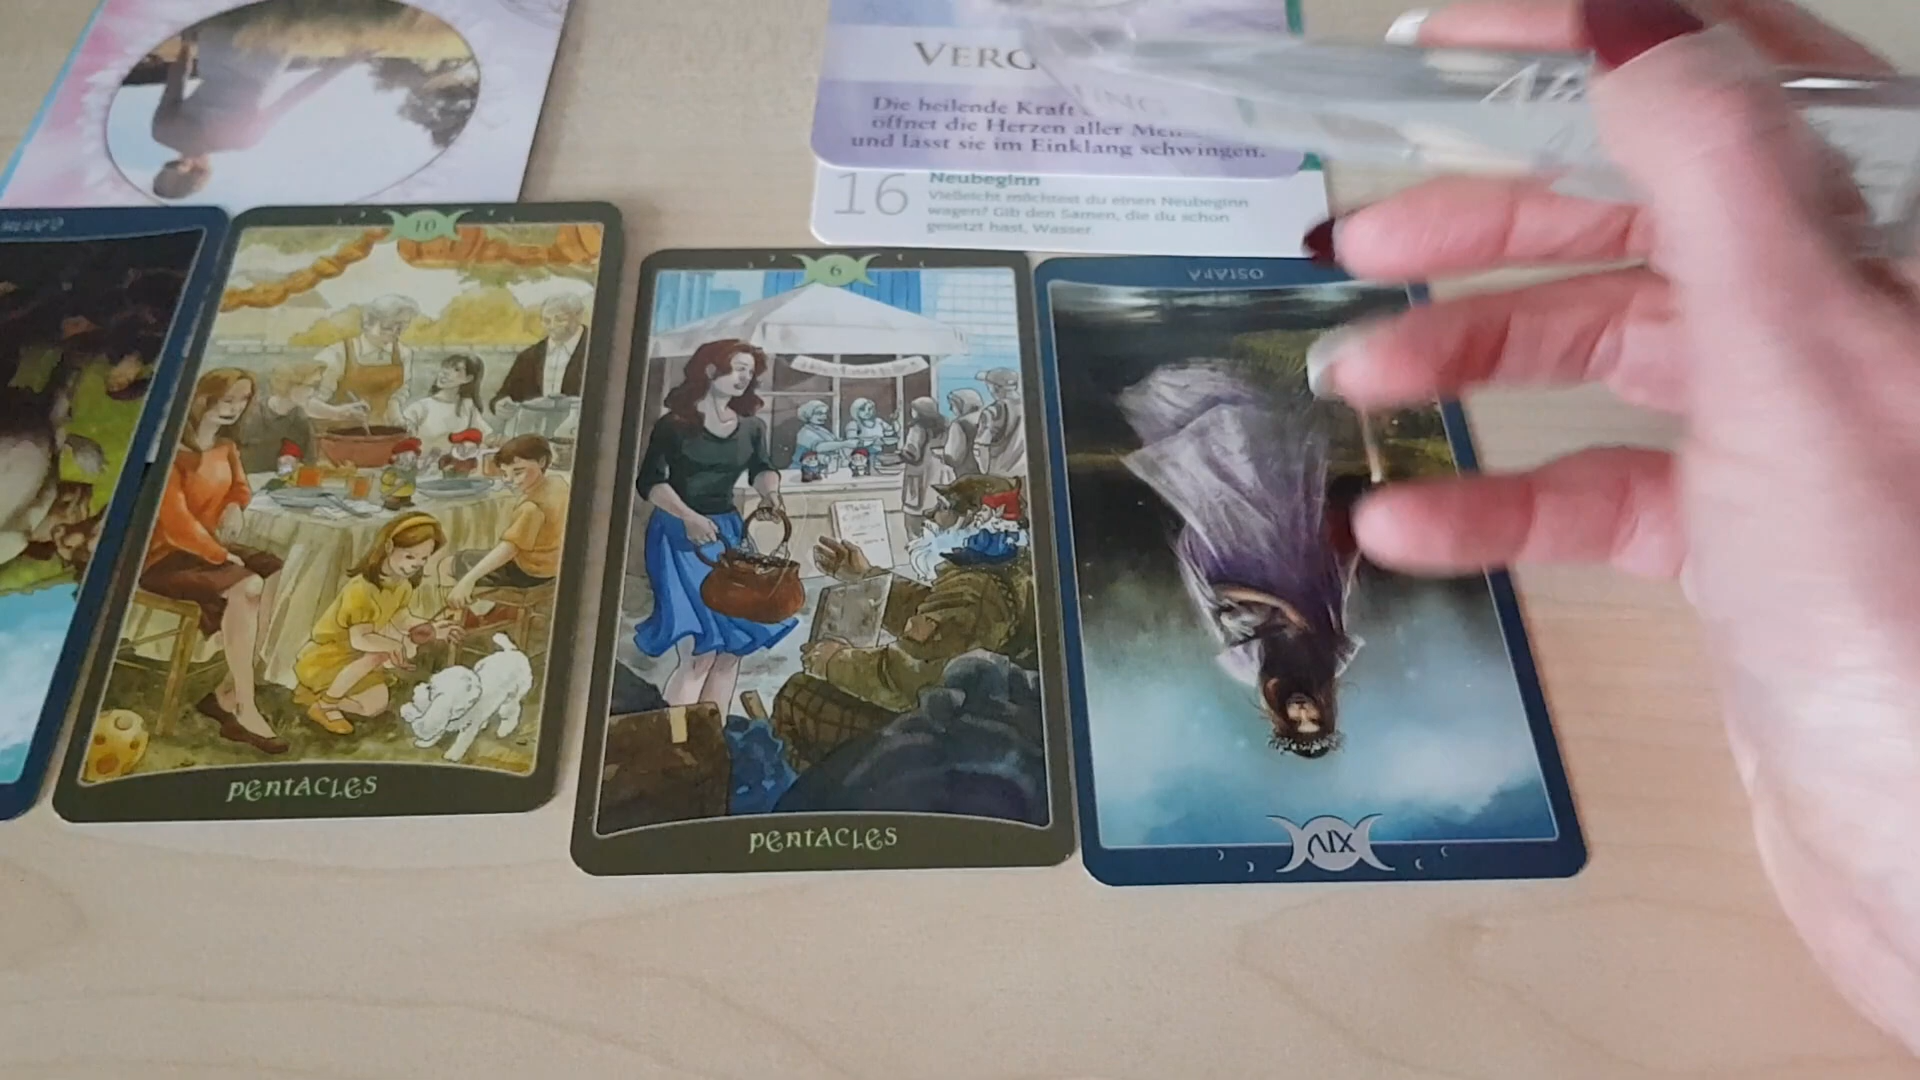 VERG
UNG
Die heilende Kraft
öffnet die Herzen aller
und lässt sie im Einklang schwingen.
16
Neubeginn
Vielleicht möchtest du einen Neubeginn
wagen? Gib den Samen, die du schon
gesetzt hast, Wasser
10
PENTACLES
6
PENTACLES
OSTARA
XIV